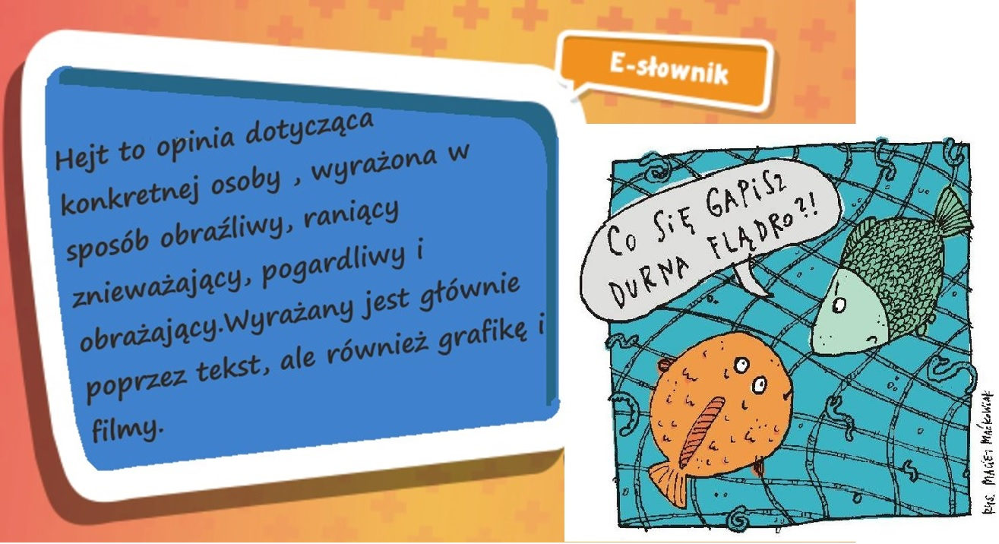 E-słownik
Hejt to opinia dotycząca
konkretnej osoby , wyrażona w
sposób obraźliwy, raniący
znieważający, pogardliwy i
obrażający.Wyrażany jest głównie
poprzez tekst, ale również grafikę i
filmy.
CO SIĘ GAPISZ
DURNA FLĄDRO?!
RYS. MACIEJ MAĆKOWIAK